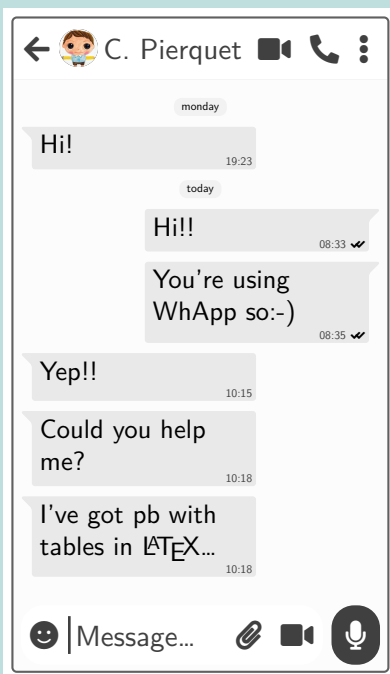 C. Pierquet
monday
Hi!
19:23
today
Hi!!
08:33
You're using
WhApp so:-)
08:35
Yep!!
10:15
Could you help
me?
10:18
I've got pb with
tables in LATEX...
10:18
Message...